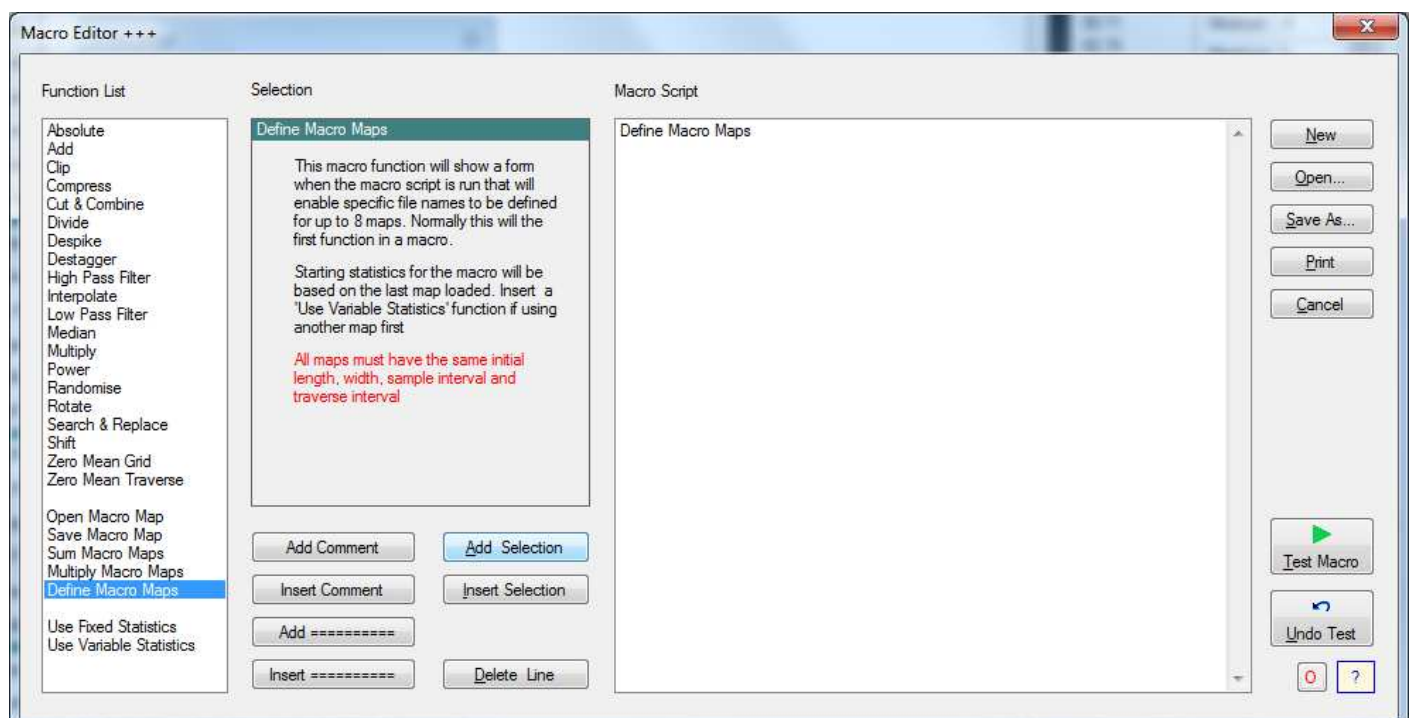 Macro Editor +++
Function List
Selection
Macro Script
Absolute
Add
Clip
Compress
Cut & Combine
Divide
Despike
Destagger
High Pass Filter
Interpolate
Low Pass Filter
Median
Multiply
Power
Randomise
Rotate
Search & Replace
Shift
Zero Mean Grid
Zero Mean Traverse
Open Macro Map
Save Macro Map
Sum Macro Maps
Multiply Macro Maps
Define Macro Maps
Use Fixed Statistics
Use Variable Statistics
Define Macro Maps
This macro function will show a form
when the macro script is run that will
enable specific file names to be defined
for up to 8 maps. Normally this will the
first function in a macro.
Starting statistics for the macro will be
based on the last map loaded. Insert a
'Use Variable Statistics' function if using
another map first
All maps must have the same initial
length, width, sample interval and
traverse interval
Add Comment
Add Selection
Insert Comment
Insert Selection
Add ==========
Insert ==========
Delete Line
Define Macro Maps
New
Open...
Save As...
Print
Cancel
Test Macro
Undo Test
O ?